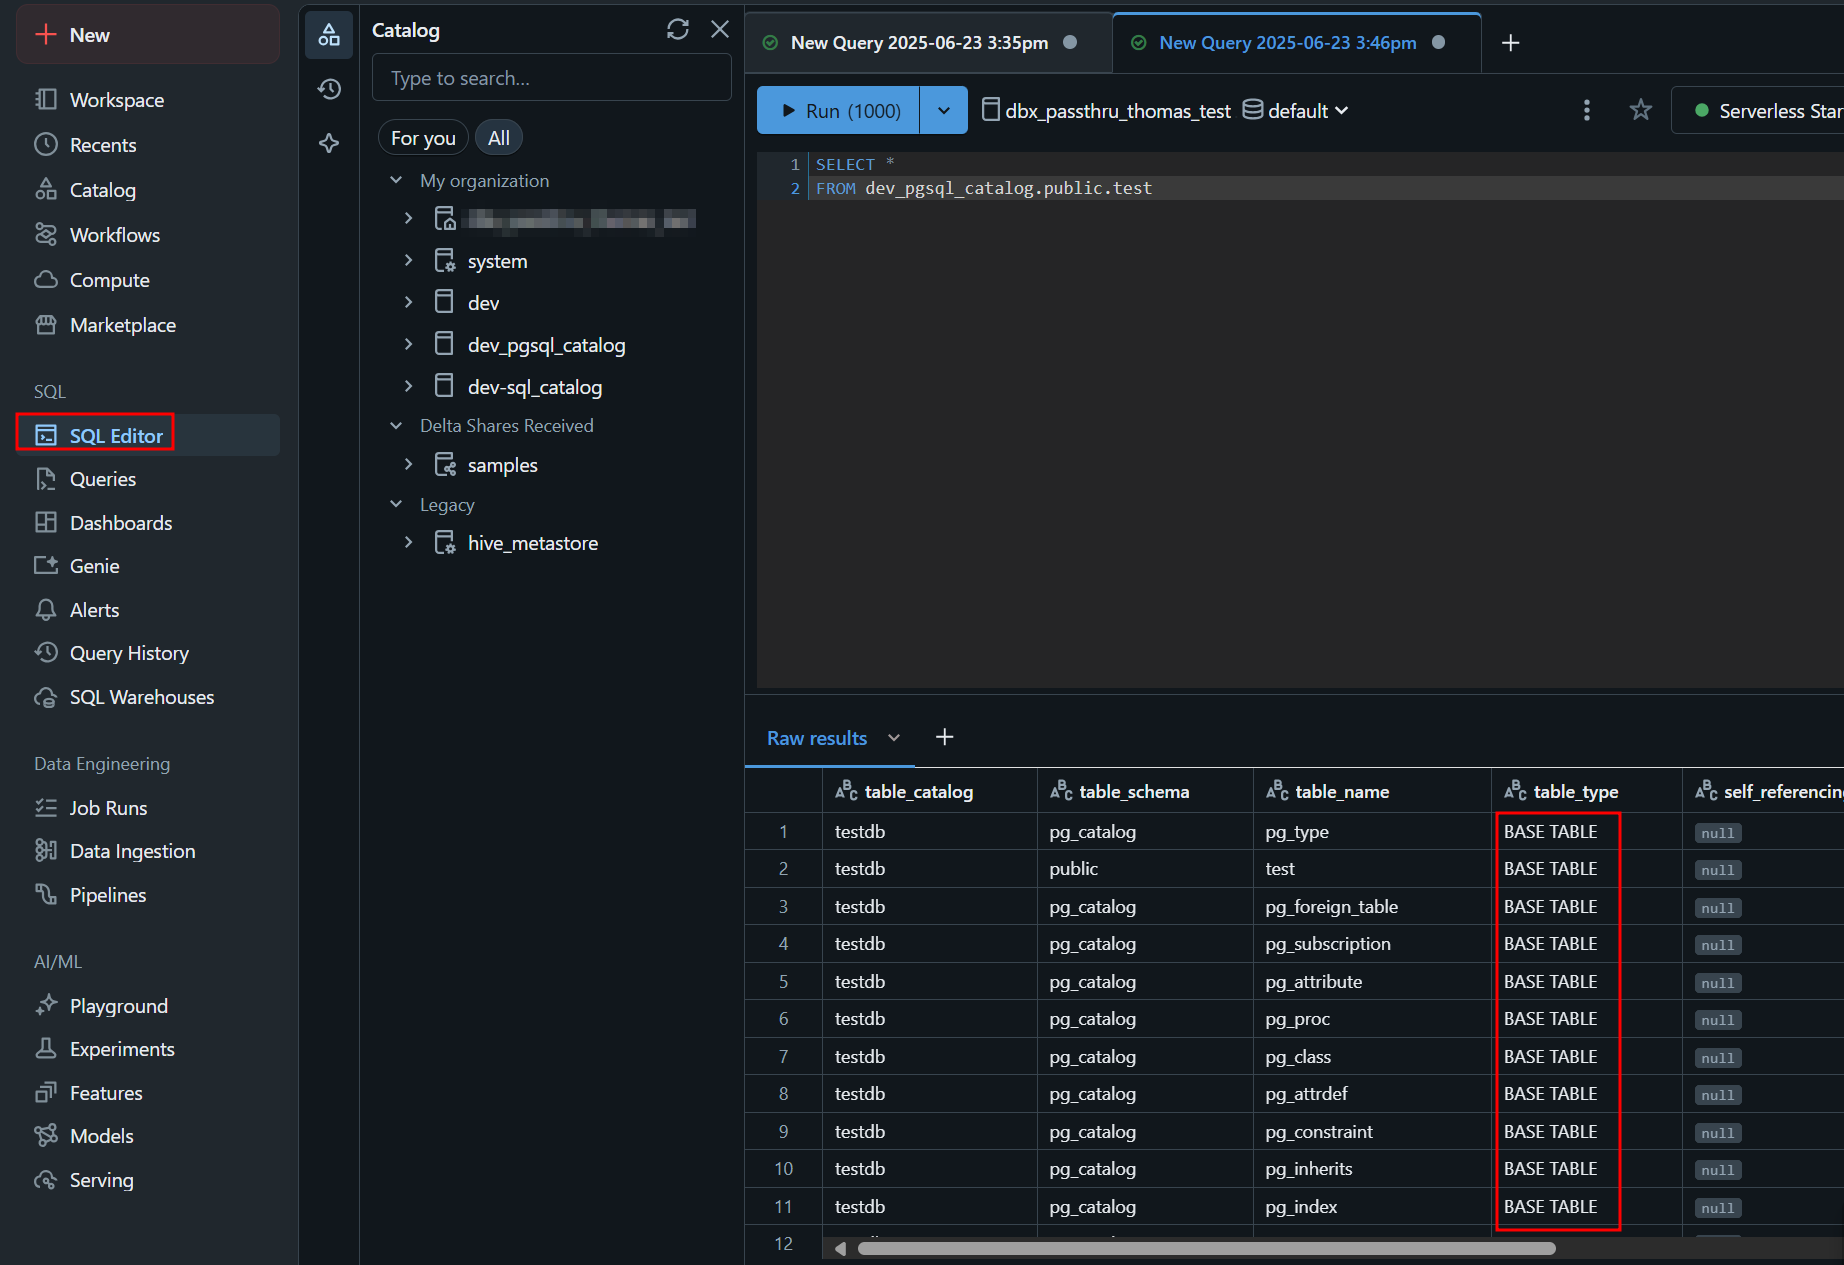 New
Workspace
Recents
Catalog
Workflows
Compute
Marketplace
SQL
SQL Editor
Queries
Dashboards
Genie
Alerts
Query History
SQL Warehouses
Data Engineering
Job Runs
Data Ingestion
Pipelines
AI/ML
Playground
Experiments
Features
Models
Serving
Catalog
Type to search...
For you All
My organization
system
dev
dev_pgsql_catalog
dev-sql_catalog
Delta Shares Received
samples
Legacy
hive_metastore
New Query 2025-06-23 3:35pm
New Query 2025-06-23 3:46pm
Run (1000) dbx_passthru_thomas_test default Serverless Star
1 SELECT *
2 FROM dev_pgsql_catalog.public.test
Raw results
table_catalog table_schema table_name table_type self_referencing
1 testdb pg_catalog pg_type BASE TABLE null
2 testdb public test BASE TABLE null
3 testdb pg_catalog pg_foreign_table BASE TABLE null
4 testdb pg_catalog pg_subscription BASE TABLE null
5 testdb pg_catalog pg_attribute BASE TABLE null
6 testdb pg_catalog pg_proc BASE TABLE null
7 testdb pg_catalog pg_class BASE TABLE null
8 testdb pg_catalog pg_attrdef BASE TABLE null
9 testdb pg_catalog pg_constraint BASE TABLE null
10 testdb pg_catalog pg_inherits BASE TABLE null
11 testdb pg_catalog pg_index BASE TABLE null
12